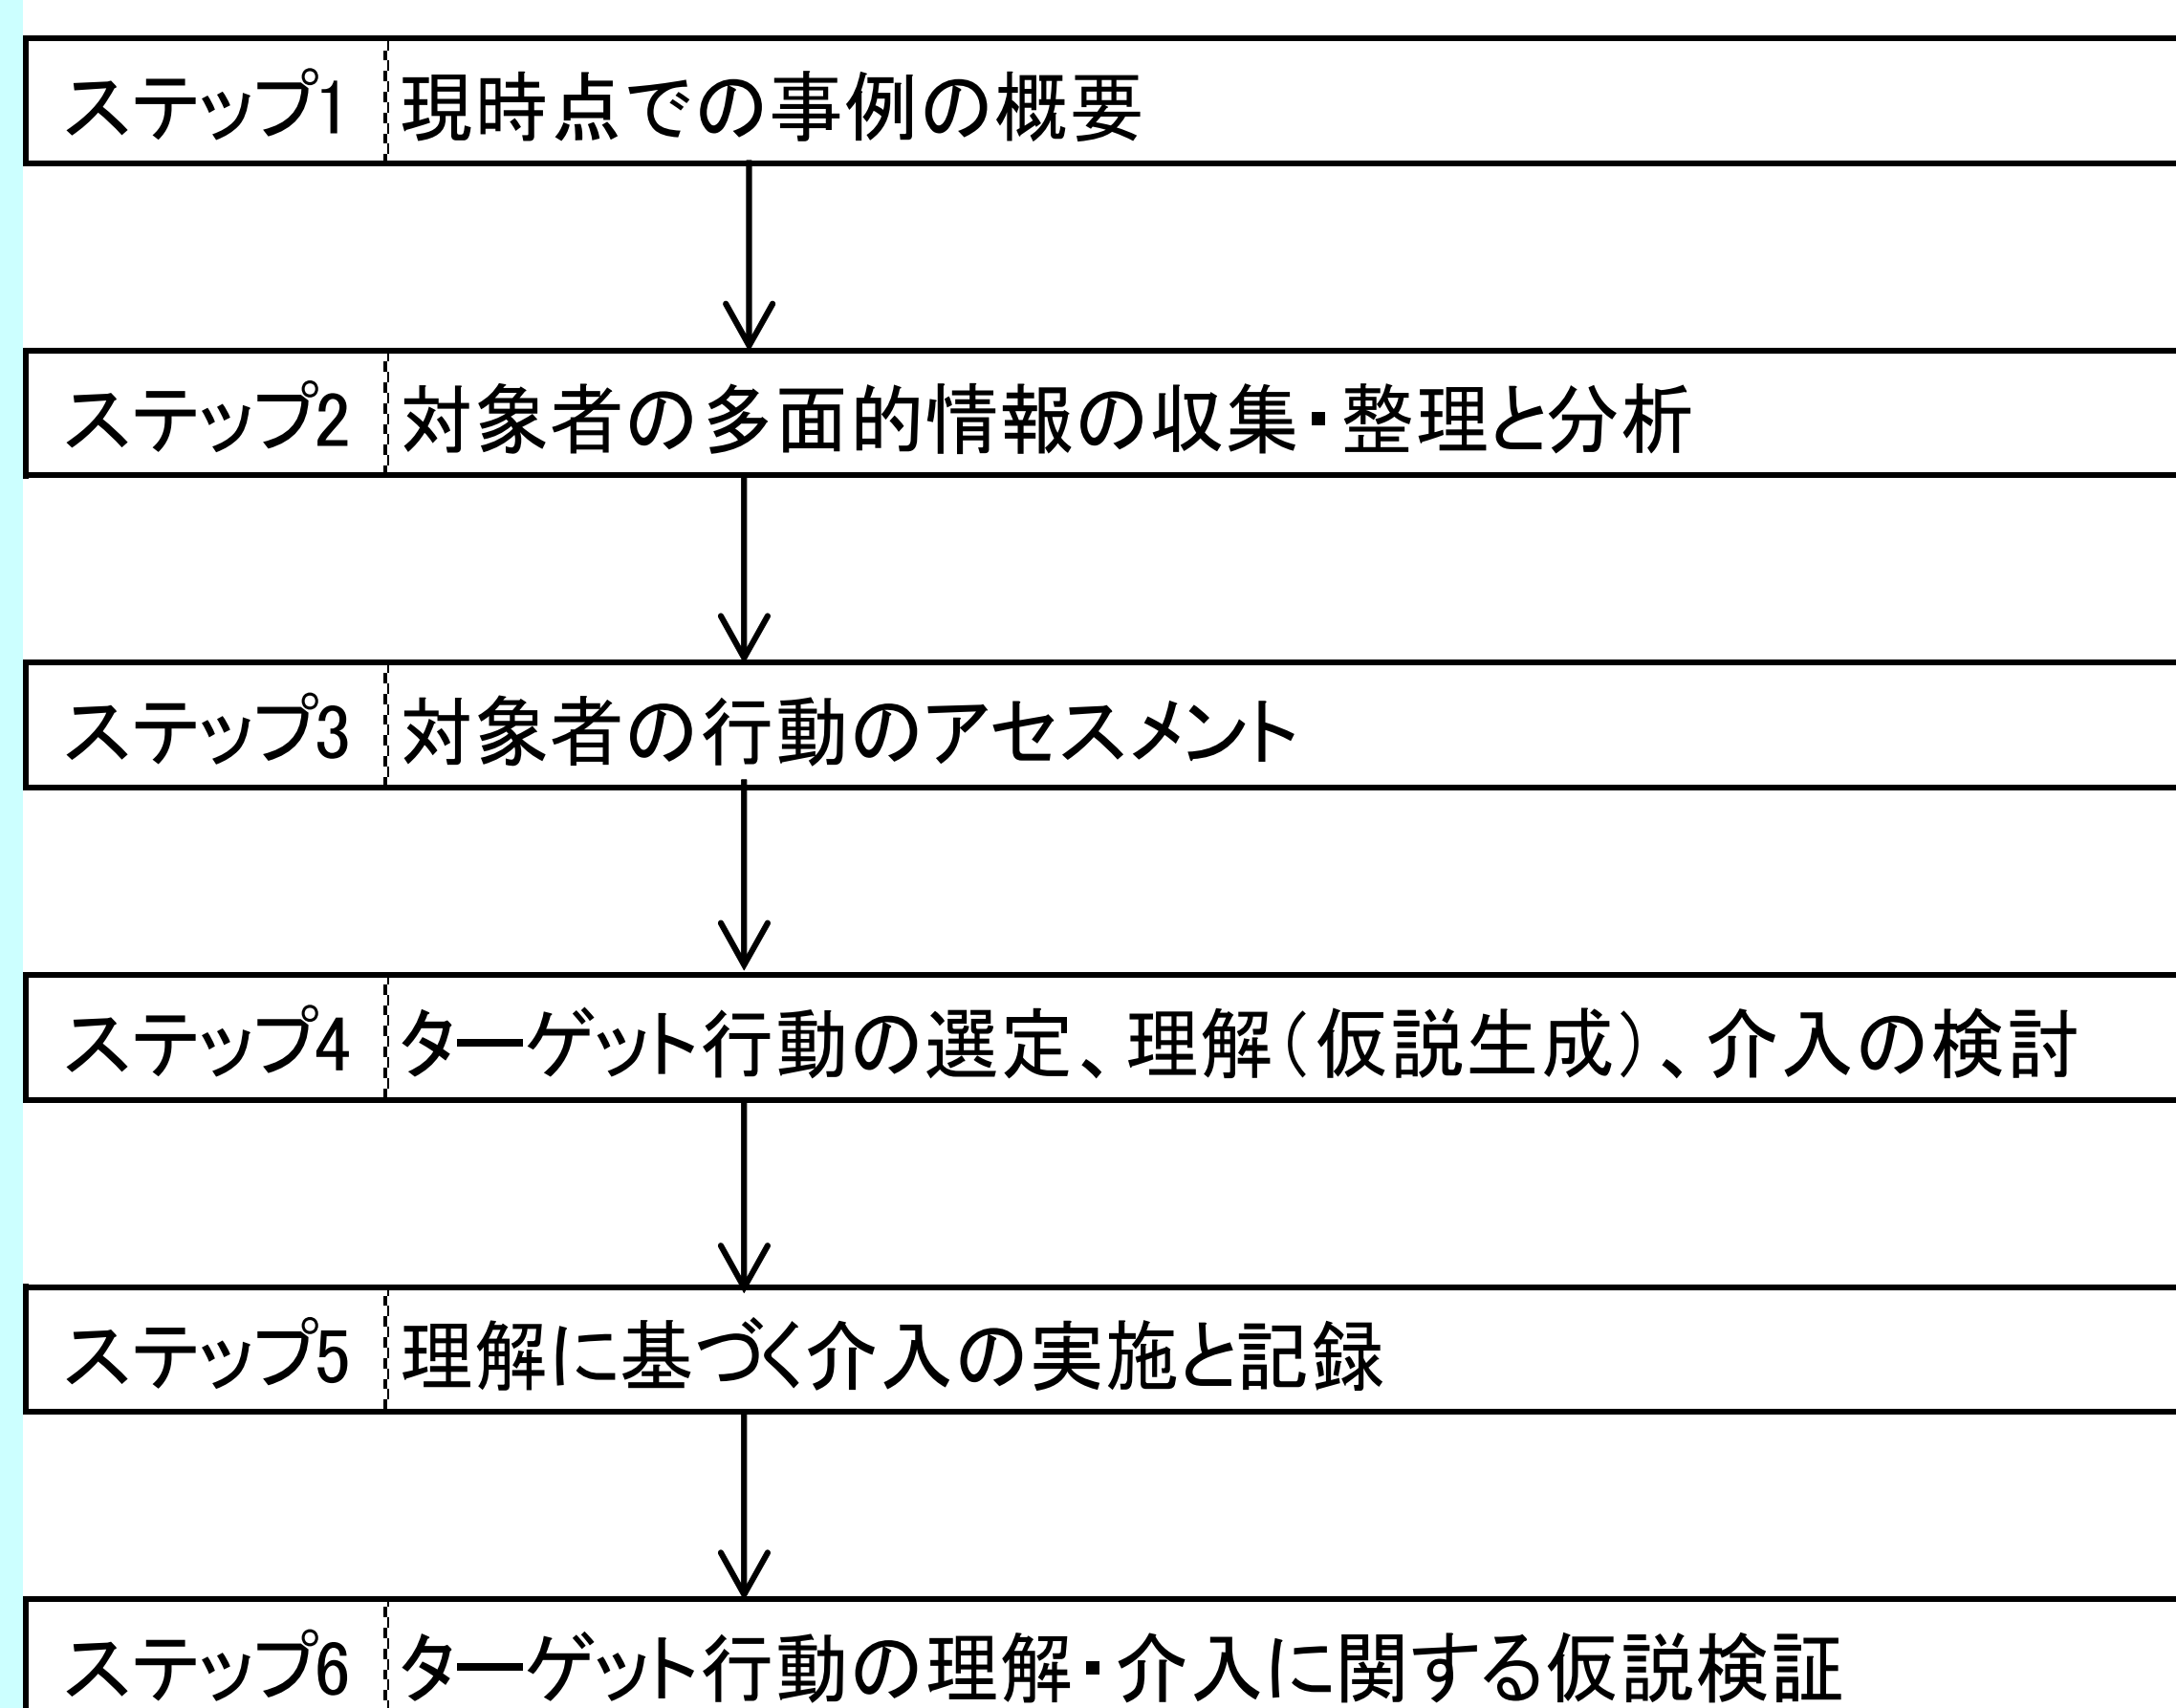 ステップ1 現時点での事例の概要
ステップ2 対象者の多面的情報の収集・整理と分析
ステップ3 対象者の行動のアセスメント
ステップ4 ターゲット行動の選定、理解(仮説生成)、介入の検討
ステップ5 理解に基づく介入の実施と記録
ステップ6 ターゲット行動の理解・介入に関する仮説検証